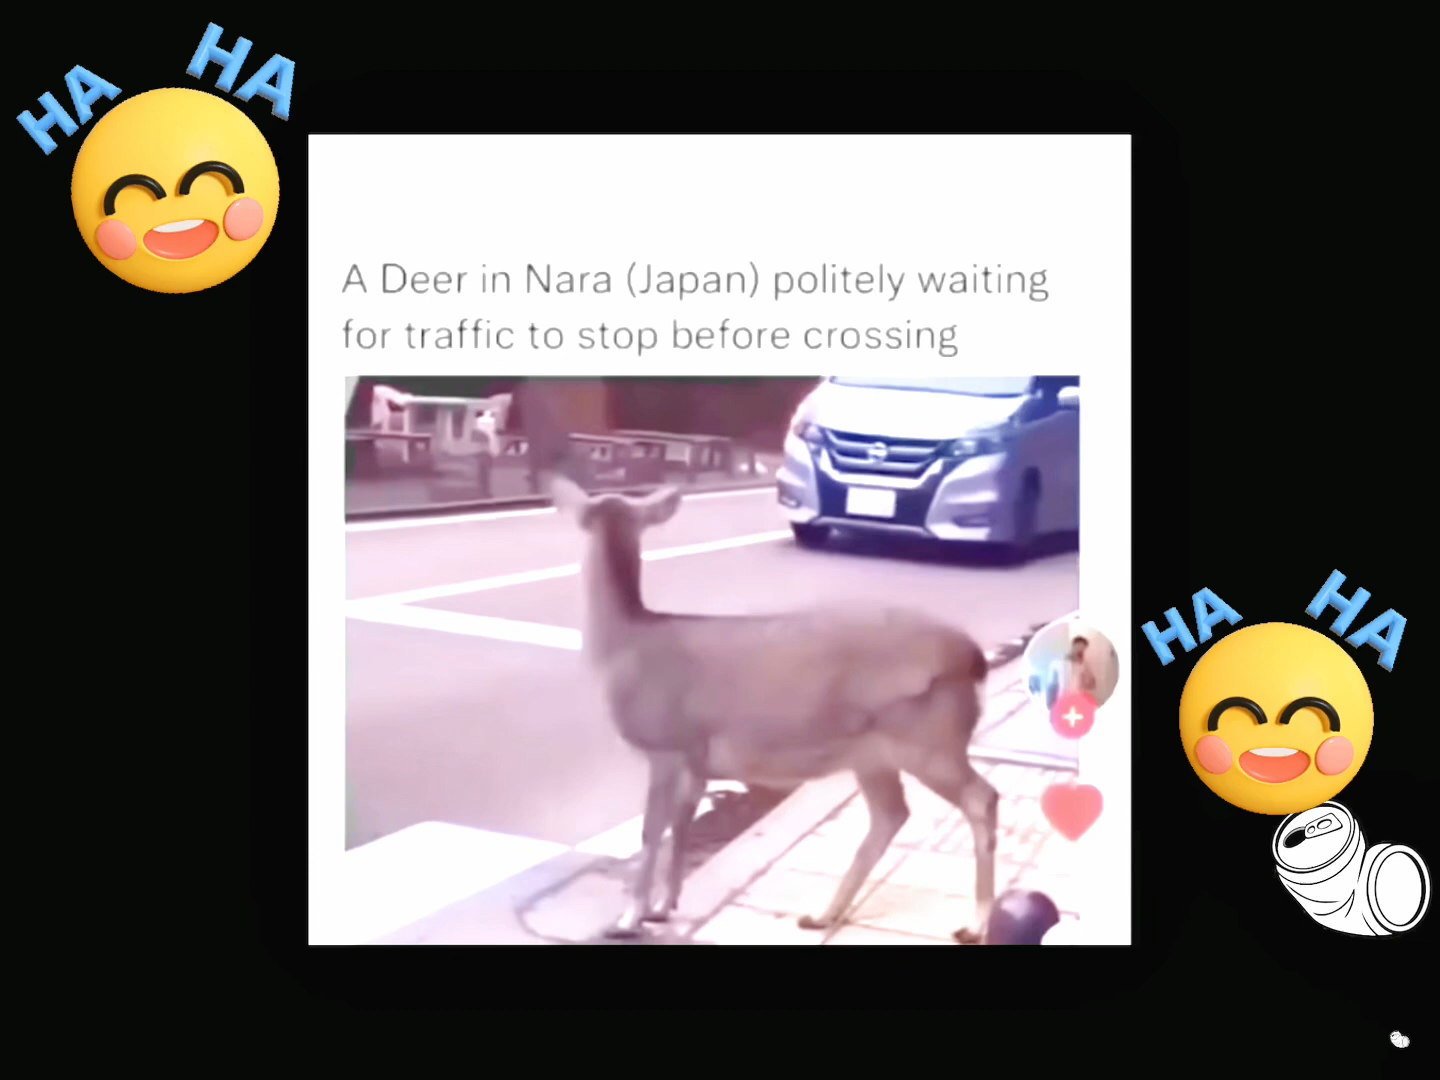 HA HA
A Deer in Nara (Japan) politely waiting
for traffic to stop before crossing
HA HA